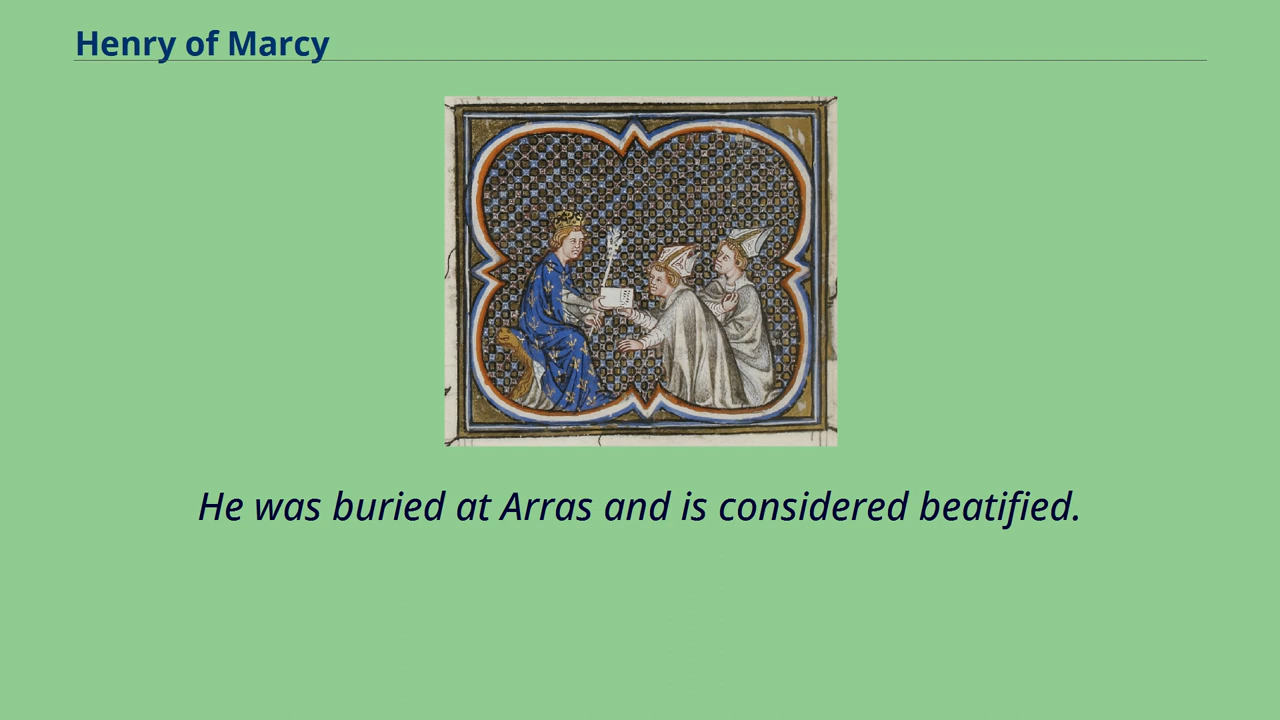 Henry of Marcy
He was buried at Arras and is considered beatified.